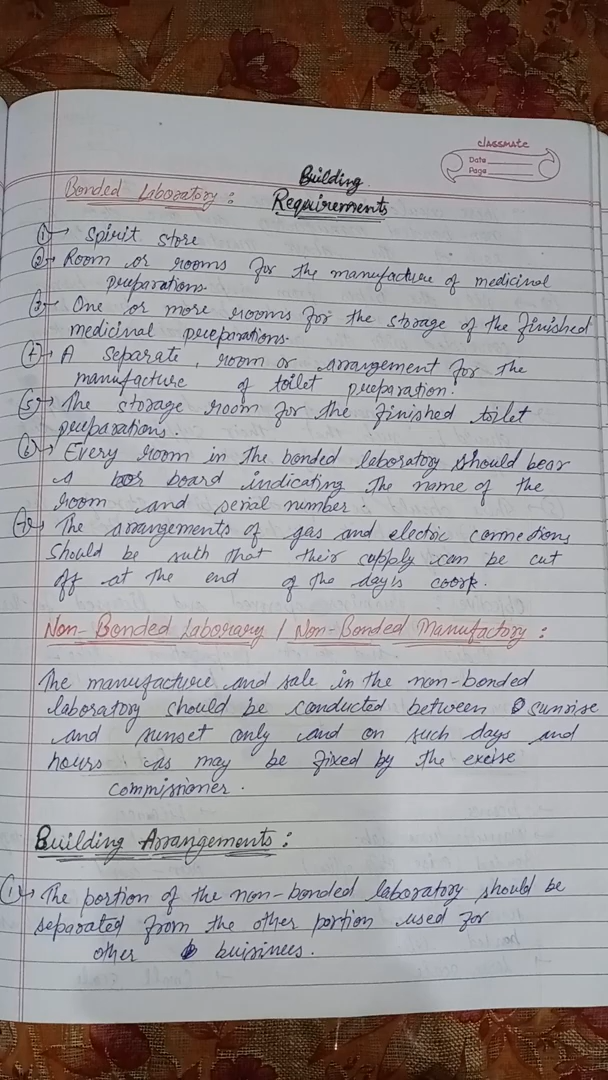 classmate
Date
Page
Building
Bonded Laboratory : Requirements
① → Spirit store
② → Room or rooms for the manufacture of medicinal
preparations.
③ → One or more rooms for the storage of the finished
medicinal preparations.
④ → A separate room or arrangement for the
manufacture of toilet preparation.
⑤ → The storage room for the finished toilet
preparations.
⑥ → Every room in the bonded laboratory should bear
a board indicating the name of the
room and serial number.
⑦ → The arrangements of gas and electric connections
should be such that their supply can be cut
off at the end of the day's
Non-Bonded Laborary / Non-Bonded Manufactory :
The manufacture and sale in the non-bonded
laboratory should be conducted between sunrise
and sunset only and on such days and
hours as may be fixed by the excise
commissioner.
Building Arrangements :
① → The portion of the non-bonded laboratory should be
separated from the other portion used for
other buisinees.